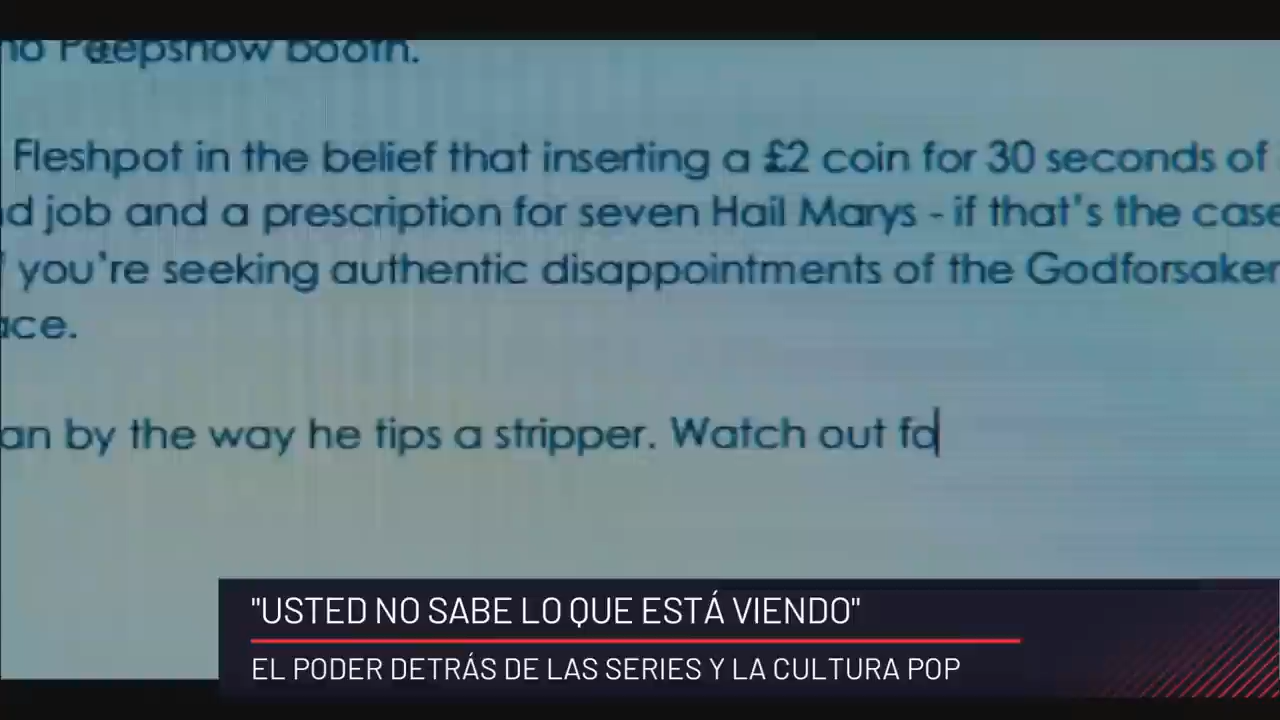 no Peepshow booth.
Fleshpot in the belief that inserting a £2 coin for 30 seconds of
d job and a prescription for seven Hail Marys - if that's the case
you're seeking authentic disappointments of the Godforsaken
ace.
an by the way he tips a stripper. Watch out fo
"USTED NO SABE LO QUE ESTÁ VIENDO"
EL PODER DETRÁS DE LAS SERIES Y LA CULTURA POP